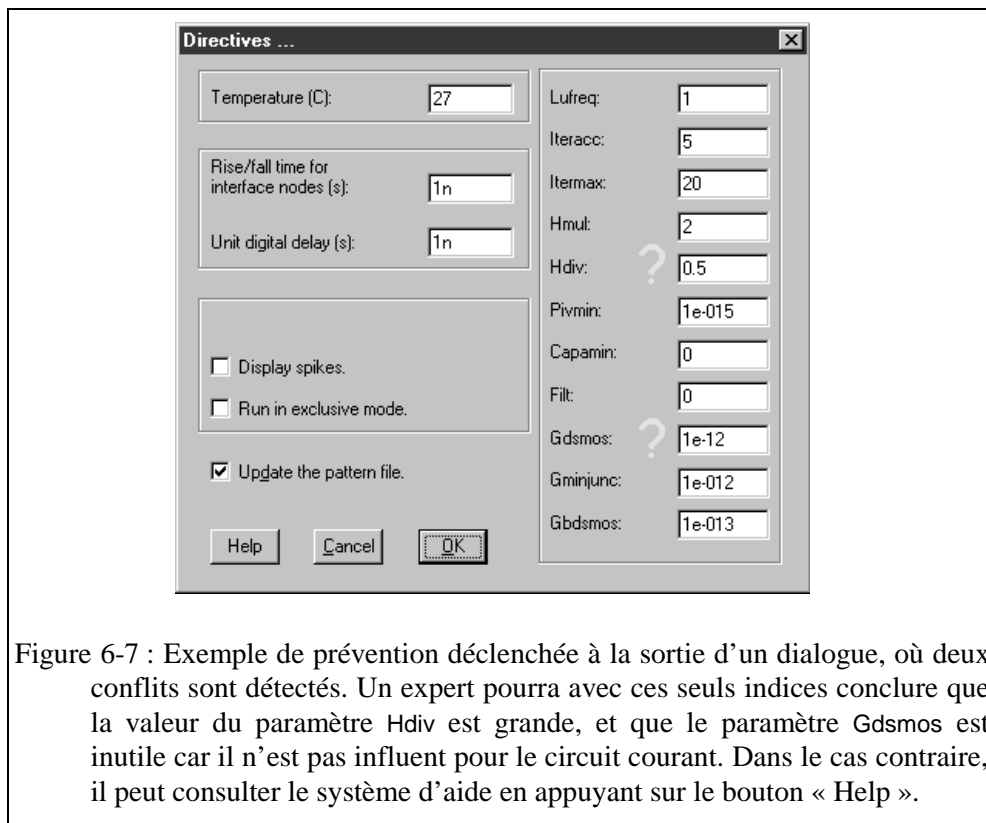 Directives ...
Temperature (C): 27
Rise/fall time for
interface nodes (s): 1n
Unit digital delay (s): 1n
Display spikes.
Run in exclusive mode.
Update the pattern file.
Help Cancel OK
Lufreq: 1
Iteracc: 5
Itermax: 20
Hmul: 2
Hdiv: ? 0.5
Pivmin: 1e-015
Capamin: 0
Filt: 0
Gdsmos: ? 1e-12
Gminjunc: 1e-012
Gbdsmos: 1e-013
Figure 6-7 : Exemple de prévention déclenchée à la sortie d’un dialogue, où deux
conflits sont détectés. Un expert pourra avec ces seuls indices conclure que
la valeur du paramètre Hdiv est grande, et que le paramètre Gdsmos est
inutile car il n’est pas influent pour le circuit courant. Dans le cas contraire,
il peut consulter le système d’aide en appuyant sur le bouton « Help ».